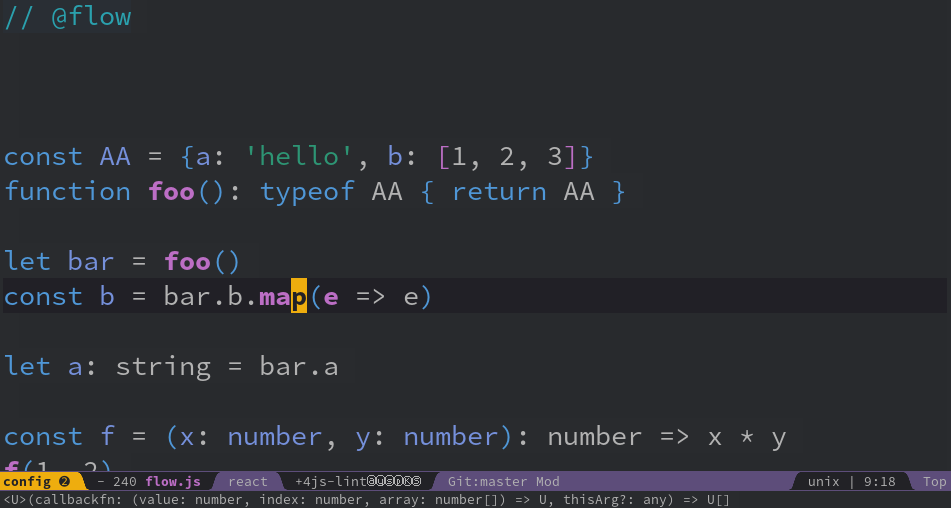 // @flow
const AA = {a: 'hello', b: [1, 2, 3]}
function foo(): typeof AA { return AA }
let bar = foo()
const b = bar.b.map(e => e)
let a: string = bar.a
const f = (x: number, y: number): number => x * y
f(1, 2)
config ❷ - 240 flow.js react +4js-lint Git:master Mod unix | 9:18 Top
<U>(callbackfn: (value: number, index: number, array: number[]) => U, thisArg?: any) => U[]